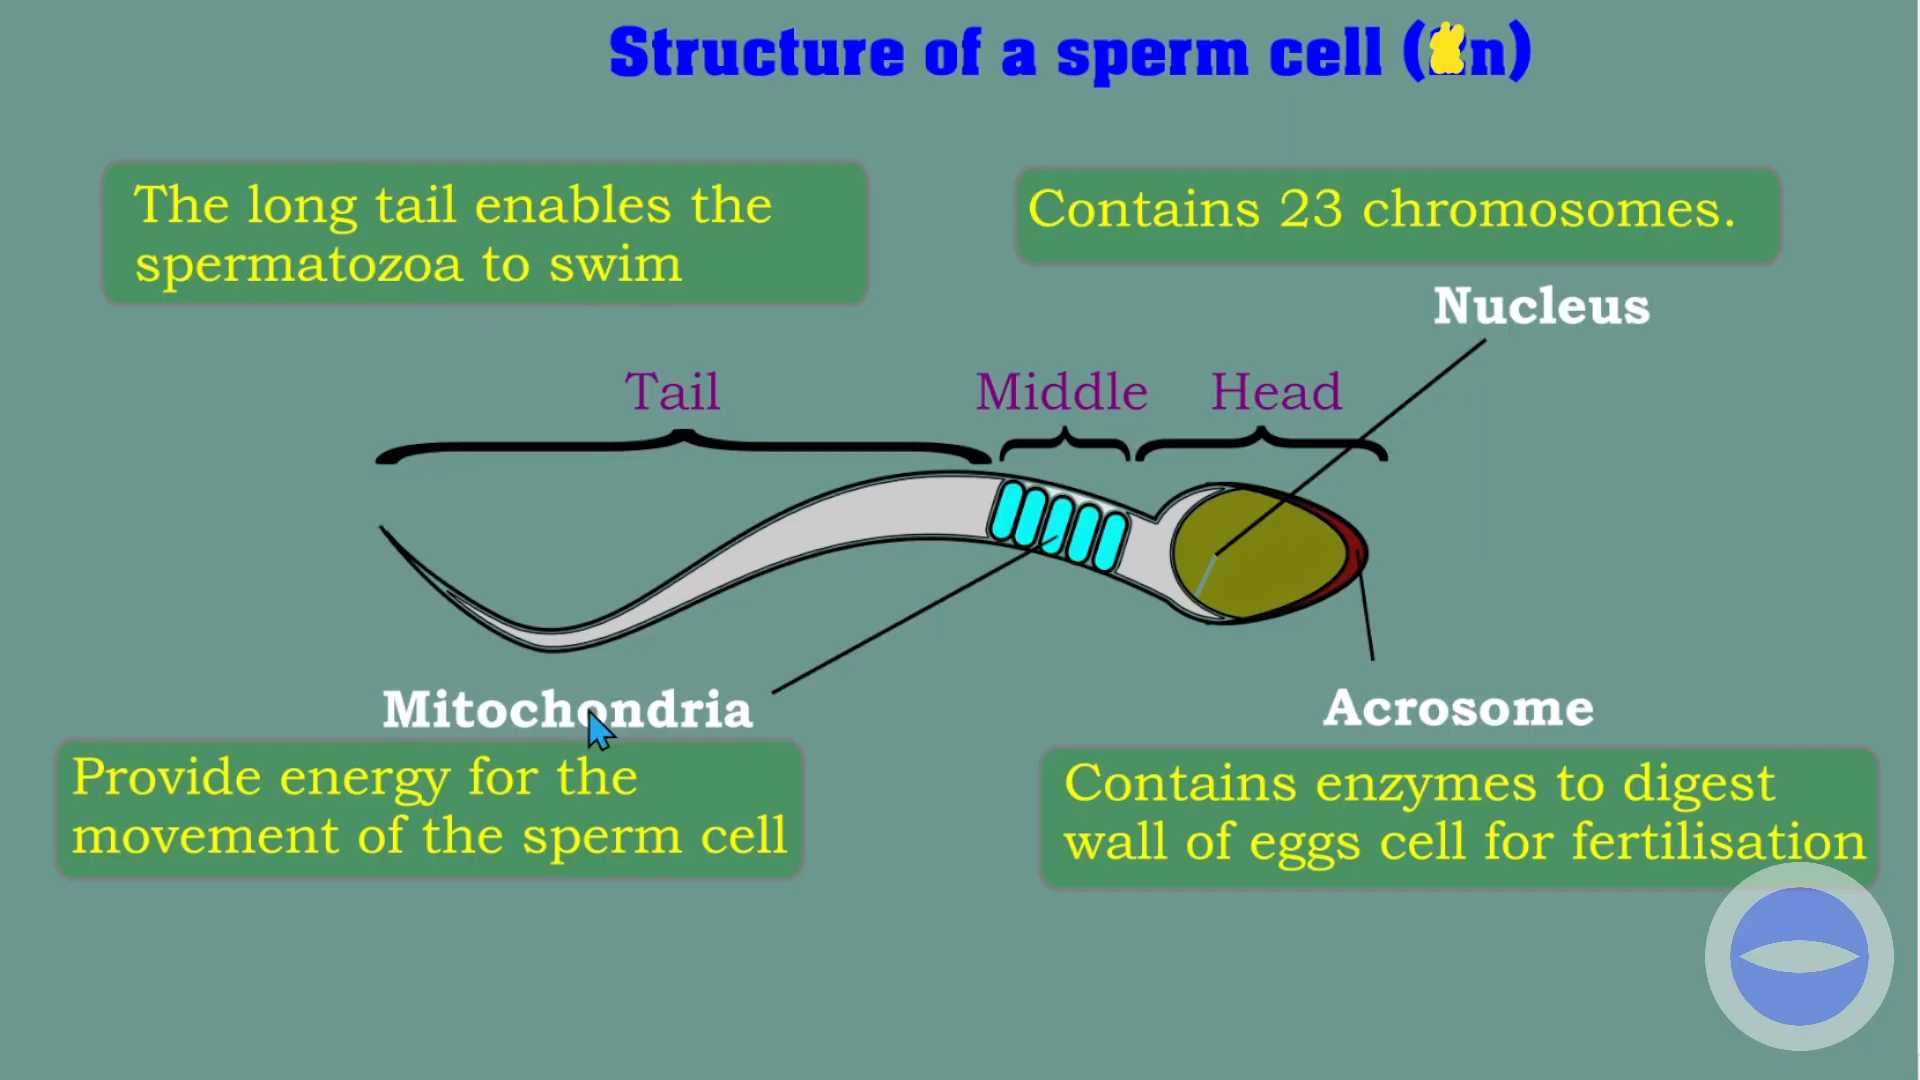 Structure of a sperm cell (n)
The long tail enables the
spermatozoa to swim
Contains 23 chromosomes.
Nucleus
Tail
Middle
Head
Mitochondria
Acrosome
Provide energy for the
movement of the sperm cell
Contains enzymes to digest
wall of eggs cell for fertilisation